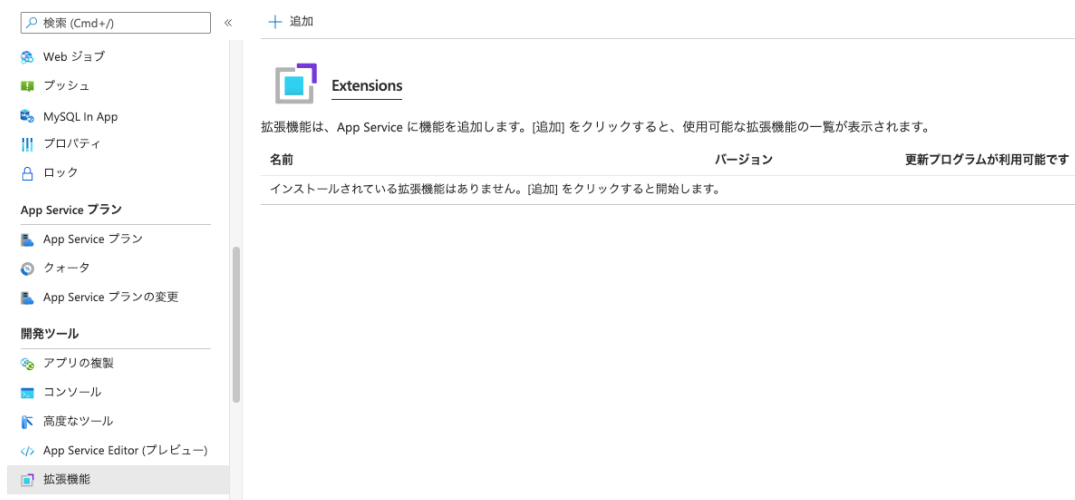 検索 (Cmd+/)
«
Web ジョブ
プッシュ
MySQL In App
プロパティ
ロック
App Service プラン
App Service プラン
クォータ
App Service プランの変更
開発ツール
アプリの複製
コンソール
高度なツール
App Service Editor (プレビュー)
拡張機能
＋ 追加
Extensions
拡張機能は、App Service に機能を追加します。[追加] をクリックすると、使用可能な拡張機能の一覧が表示されます。
名前 バージョン 更新プログラムが利用可能です
インストールされている拡張機能はありません。[追加] をクリックすると開始します。